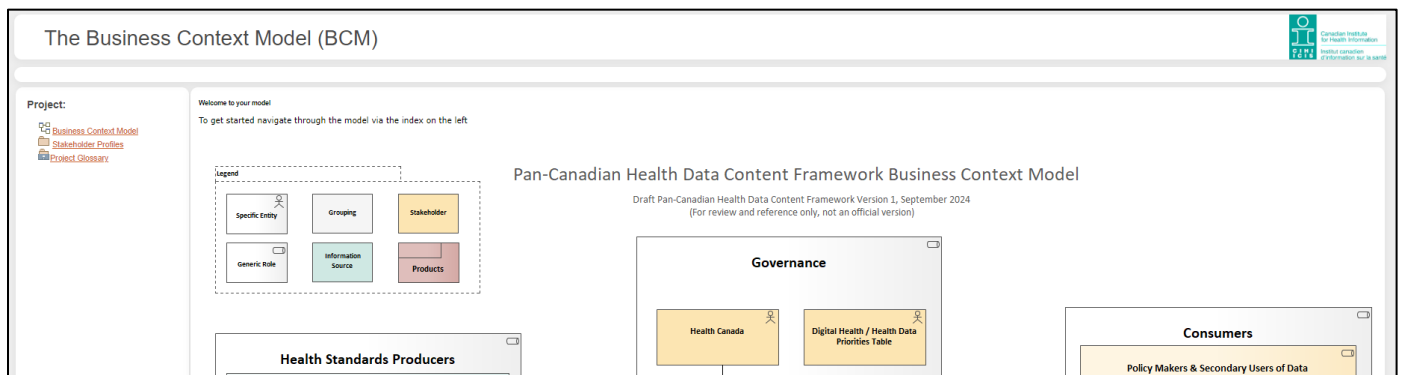 The Business Context Model (BCM)
Canadian Institute
for Health Information
CIHI
ICIS
Institut canadien
d'information sur la santé
Project:
Business Context Model
Stakeholder Profiles
Project Glossary
Welcome to your model
To get started navigate through the model via the index on the left
Legend
Specific Entity
Grouping
Stakeholder
Generic Role
Information
Source
Products
Pan-Canadian Health Data Content Framework Business Context Model
Draft Pan-Canadian Health Data Content Framework Version 1, September 2024
(For review and reference only, not an official version)
Governance
Health Canada
Digital Health / Health Data
Priorities Table
Health Standards Producers
Consumers
Policy Makers & Secondary Users of Data